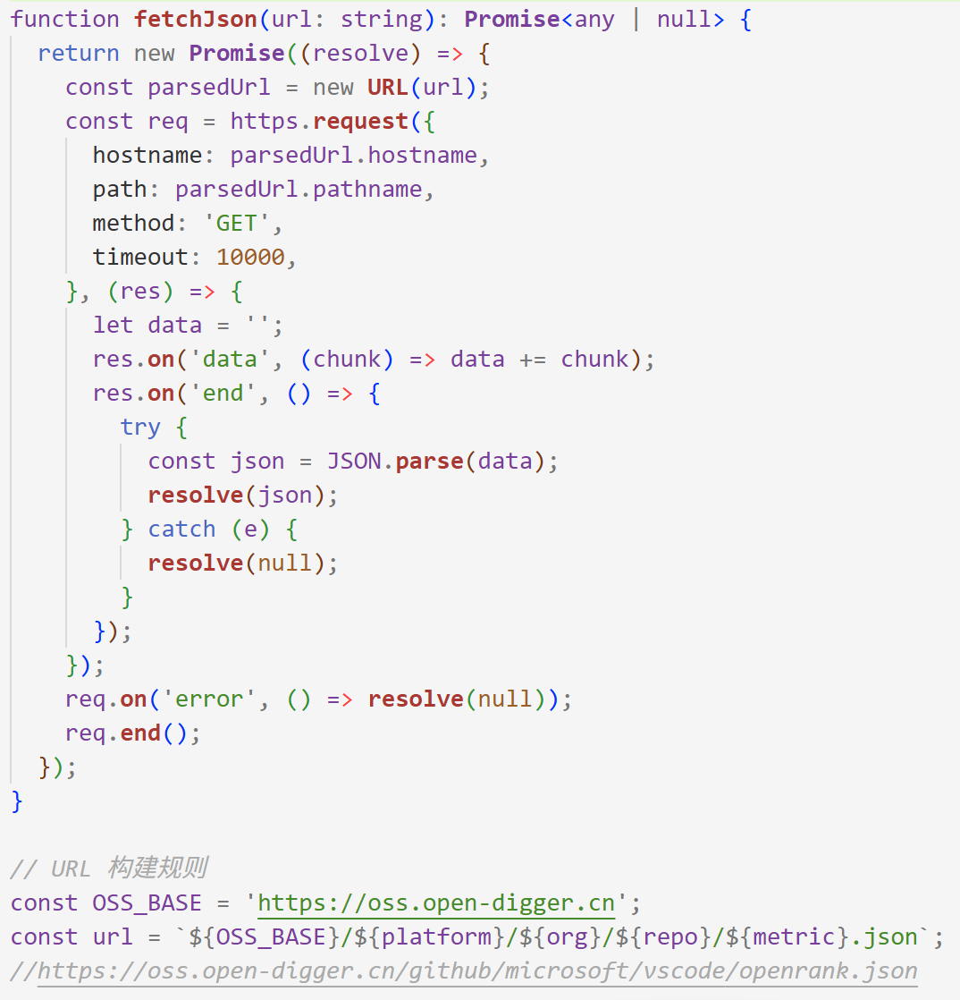 function fetchJson(url: string): Promise<any | null> {
  return new Promise((resolve) => {
    const parsedUrl = new URL(url);
    const req = https.request({
      hostname: parsedUrl.hostname,
      path: parsedUrl.pathname,
      method: 'GET',
      timeout: 10000,
    }, (res) => {
      let data = '';
      res.on('data', (chunk) => data += chunk);
      res.on('end', () => {
        try {
          const json = JSON.parse(data);
          resolve(json);
        } catch (e) {
          resolve(null);
        }
      });
    });
    req.on('error', () => resolve(null));
    req.end();
  });
}

// URL 构建规则
const OSS_BASE = 'https://oss.open-digger.cn';
const url = `${OSS_BASE}/${platform}/${org}/${repo}/${metric}.json`;
//https://oss.open-digger.cn/github/microsoft/vscode/openrank.json